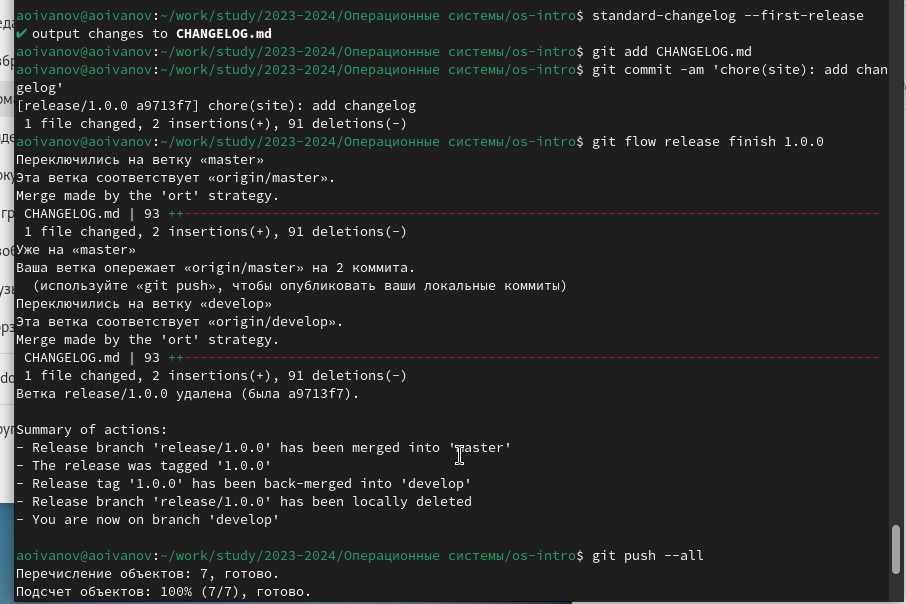 aoivanov@aoivanov:~/work/study/2023-2024/Операционные системы/os-intro$ standard-changelog --first-release
✔ output changes to CHANGELOG.md
aoivanov@aoivanov:~/work/study/2023-2024/Операционные системы/os-intro$ git add CHANGELOG.md
aoivanov@aoivanov:~/work/study/2023-2024/Операционные системы/os-intro$ git commit -am 'chore(site): add chan
gelog'
[release/1.0.0 a9713f7] chore(site): add changelog
 1 file changed, 2 insertions(+), 91 deletions(-)
aoivanov@aoivanov:~/work/study/2023-2024/Операционные системы/os-intro$ git flow release finish 1.0.0
Переключились на ветку «master»
Эта ветка соответствует «origin/master».
Merge made by the 'ort' strategy.
 CHANGELOG.md | 93 ++-----------------------------------------------------------------------------------------
 1 file changed, 2 insertions(+), 91 deletions(-)
Уже на «master»
Ваша ветка опережает «origin/master» на 2 коммита.
  (используйте «git push», чтобы опубликовать ваши локальные коммиты)
Переключились на ветку «develop»
Эта ветка соответствует «origin/develop».
Merge made by the 'ort' strategy.
 CHANGELOG.md | 93 ++-----------------------------------------------------------------------------------------
 1 file changed, 2 insertions(+), 91 deletions(-)
Ветка release/1.0.0 удалена (была a9713f7).
Summary of actions:
- Release branch 'release/1.0.0' has been merged into 'master'
- The release was tagged '1.0.0'
- Release tag '1.0.0' has been back-merged into 'develop'
- Release branch 'release/1.0.0' has been locally deleted
- You are now on branch 'develop'
aoivanov@aoivanov:~/work/study/2023-2024/Операционные системы/os-intro$ git push --all
Перечисление объектов: 7, готово.
Подсчет объектов: 100% (7/7), готово.